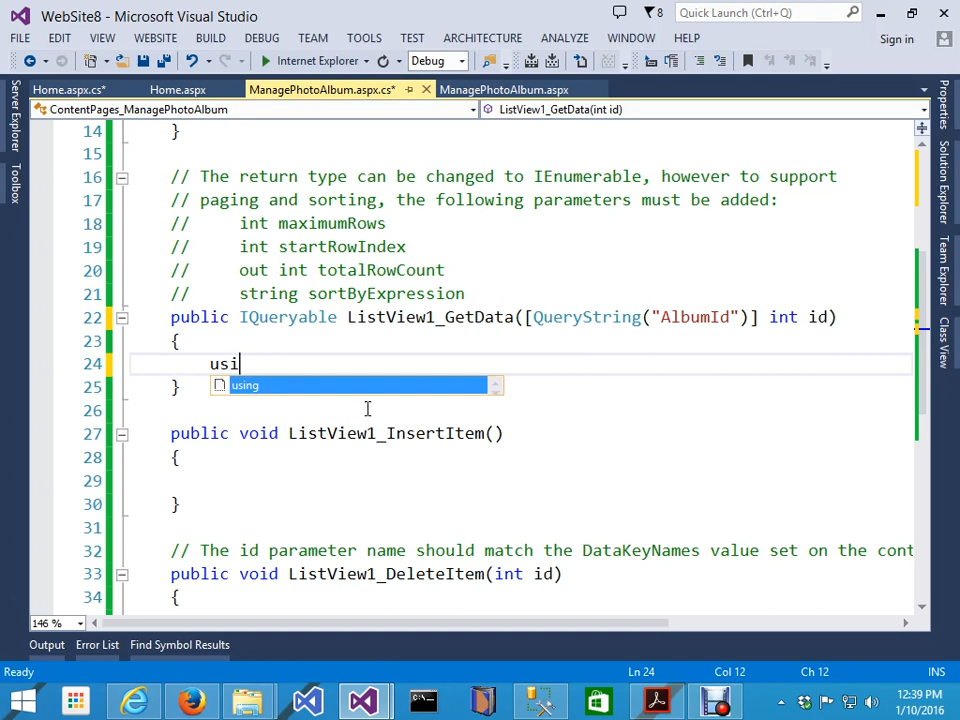 WebSite8 - Microsoft Visual Studio
8
Quick Launch (Ctrl+Q)
FILE EDIT VIEW WEBSITE BUILD DEBUG TEAM TOOLS TEST ARCHITECTURE ANALYZE WINDOW HELP
Sign in
Internet Explorer
Debug
Home.aspx.cs* Home.aspx ManagePhotoAlbum.aspx.cs* ManagePhotoAlbum.aspx
ContentPages_ManagePhotoAlbum
ListView1_GetData(int id)
Server Explorer
Toolbox
Properties
Solution Explorer
Team Explorer
Class View
14 }
15
16 // The return type can be changed to IEnumerable, however to support
17 // paging and sorting, the following parameters must be added:
18 // int maximumRows
19 // int startRowIndex
20 // out int totalRowCount
21 // string sortByExpression
22 public IQueryable ListView1_GetData([QueryString("AlbumId")] int id)
23 {
24 usi
using
25 }
26
27 public void ListView1_InsertItem()
28 {
29
30 }
31
32 // The id parameter name should match the DataKeyNames value set on the cont
33 public void ListView1_DeleteItem(int id)
34 {
146 %
Output Error List Find Symbol Results
Ready
Ln 24 Col 12 Ch 12 INS
12:39 PM
1/10/2016